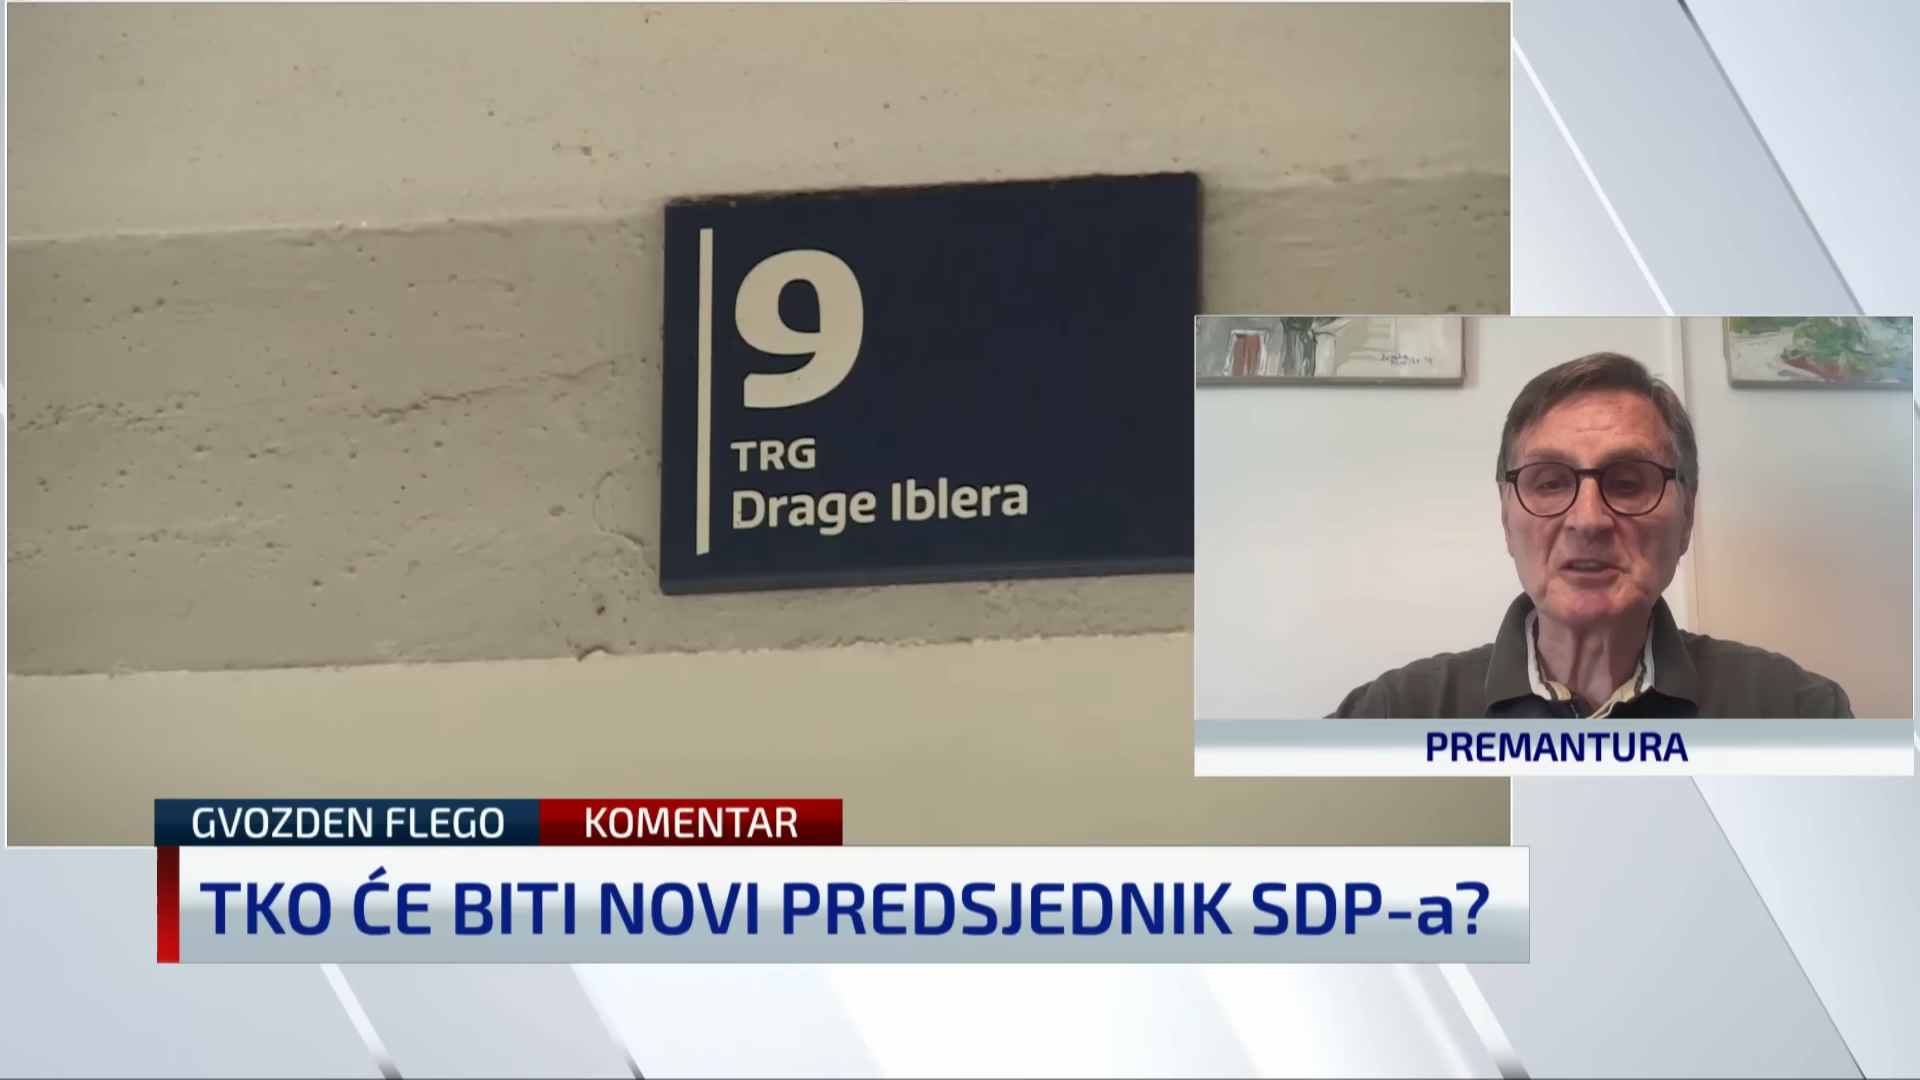 9
TRG
Drage Iblera
PREMANTURA
GVOZDEN FLEGO
KOMENTAR
TKO ĆE BITI NOVI PREDSJEDNIK SDP-a?